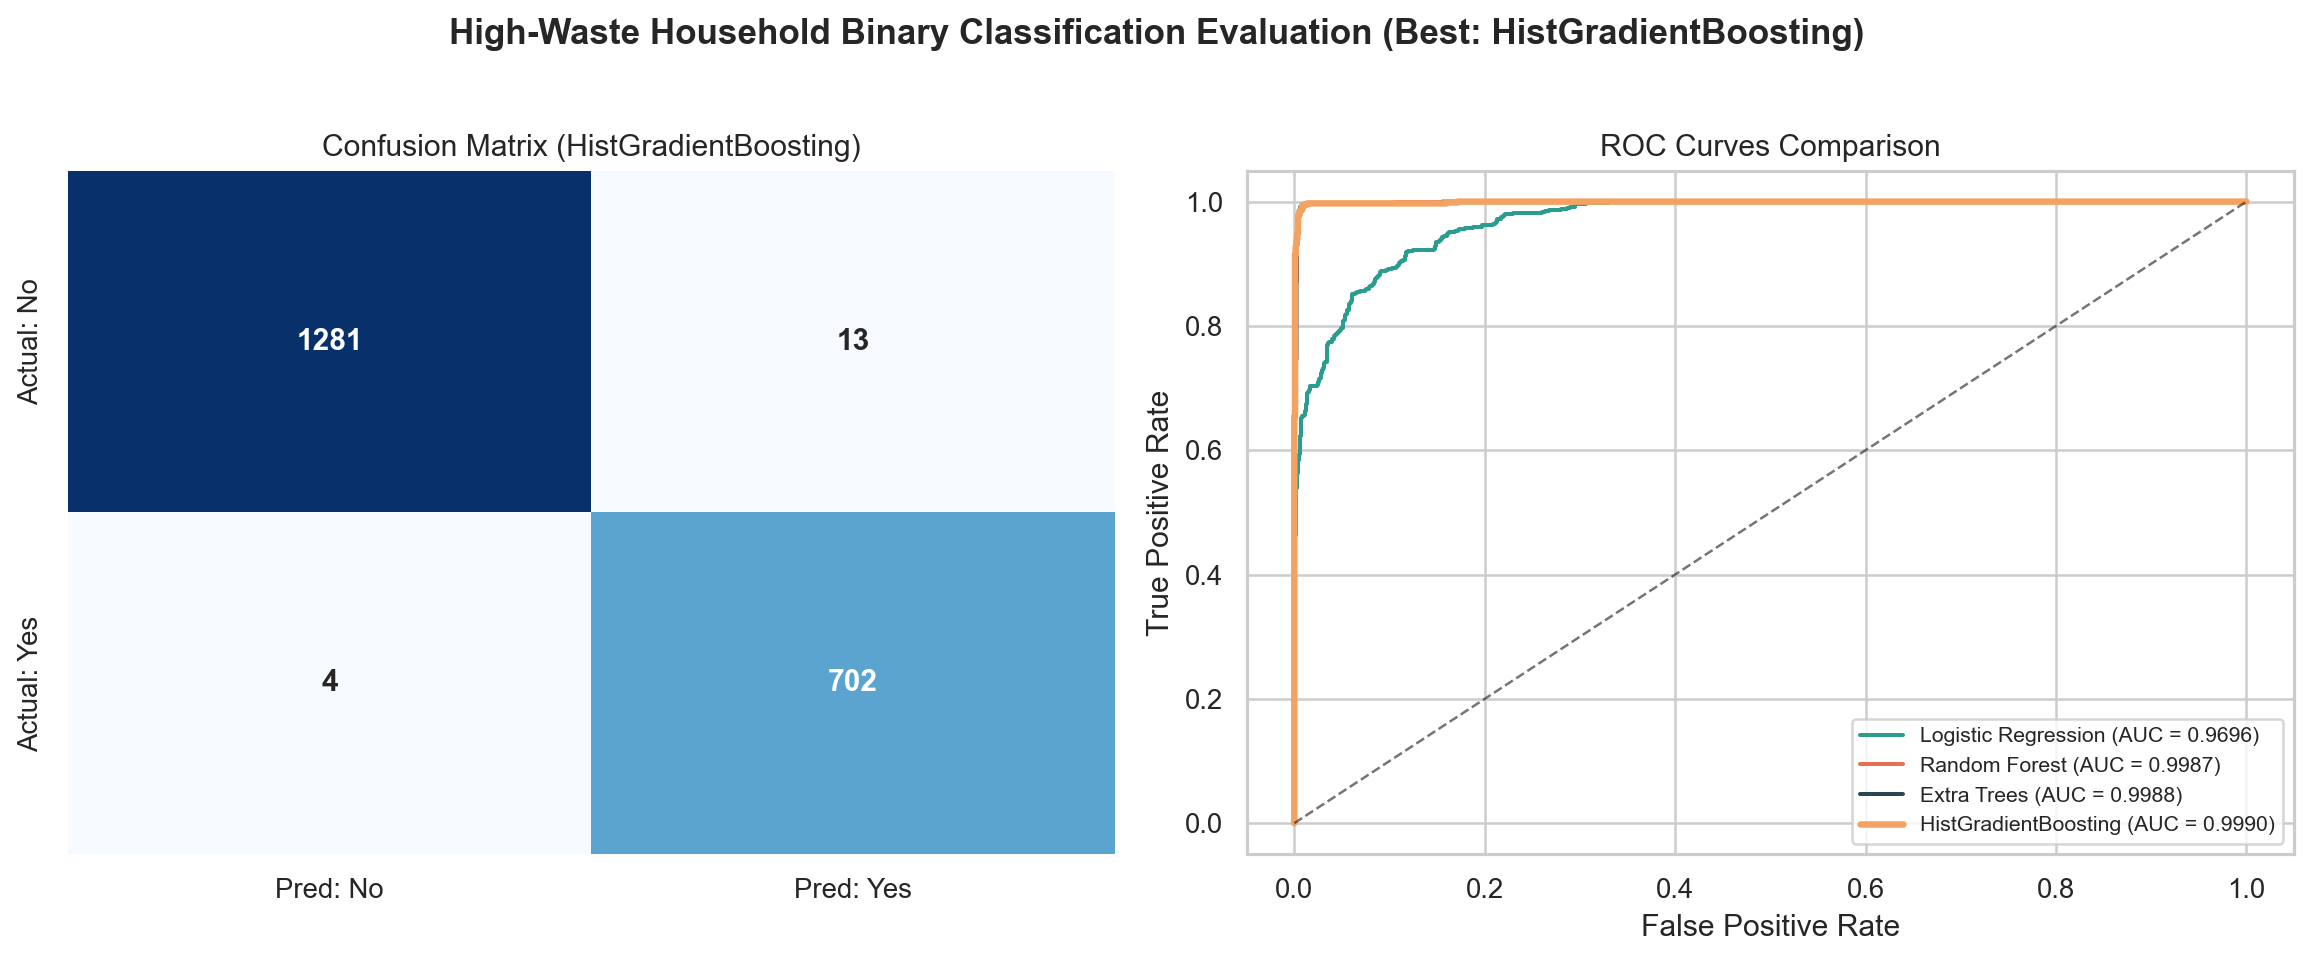 High-Waste Household Binary Classification Evaluation (Best: HistGradientBoosting)
Confusion Matrix (HistGradientBoosting)
Actual: No
1281
13
Actual: Yes
4
702
Pred: No
Pred: Yes
ROC Curves Comparison
True Positive Rate
1.0
0.8
0.6
0.4
0.2
0.0
Logistic Regression (AUC = 0.9696)
Random Forest (AUC = 0.9987)
Extra Trees (AUC = 0.9988)
HistGradientBoosting (AUC = 0.9990)
0.0
0.2
0.4
0.6
0.8
1.0
False Positive Rate